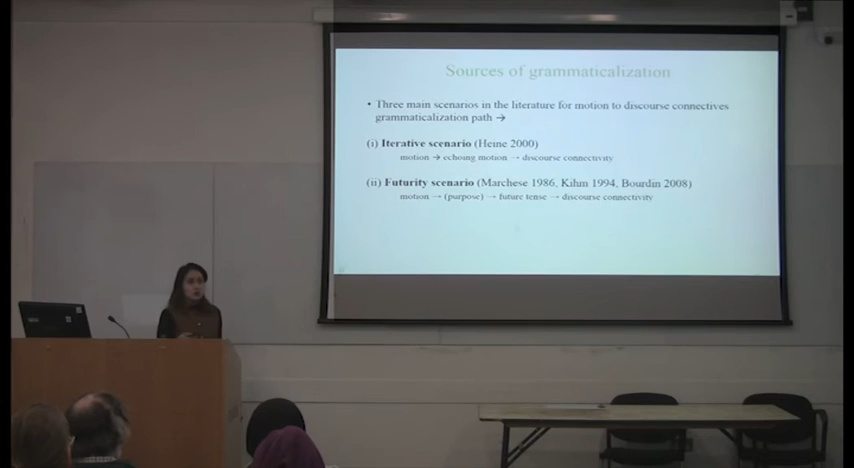 Sources of grammaticalization
• Three main scenarios in the literature for motion to discourse connectives
grammaticalization path →
(i) Iterative scenario (Heine 2000)
motion → echoing motion → discourse connectivity
(ii) Futurity scenario (Marchese 1986, Kihm 1994, Bourdin 2008)
motion → (purpose) → future tense → discourse connectivity